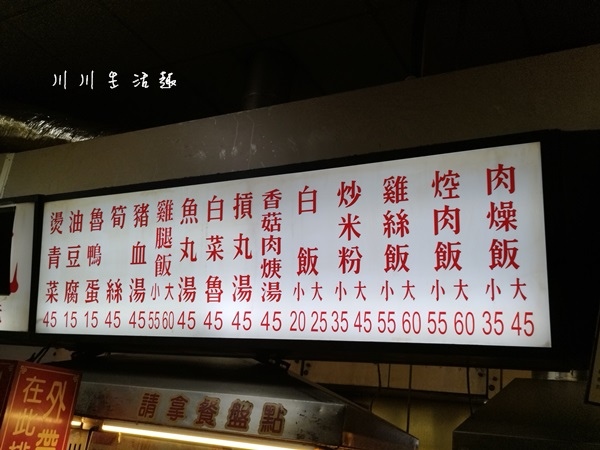 川川生活趣
肉燥飯 小 大 35 45
焢肉飯 小 大 55 60
雞絲飯 小 大 55 60
炒米粉 小 大 35 45
白飯 小 大 20 25
香菇肉焿湯 45
摃丸湯 45
白菜魯 45
魚丸湯 45
雞腿飯 小 大 55 60
豬血湯 45
筍絲 45
魯鴨蛋 15
油豆腐 15
燙青菜 45
請拿餐盤點
外帶
在此排